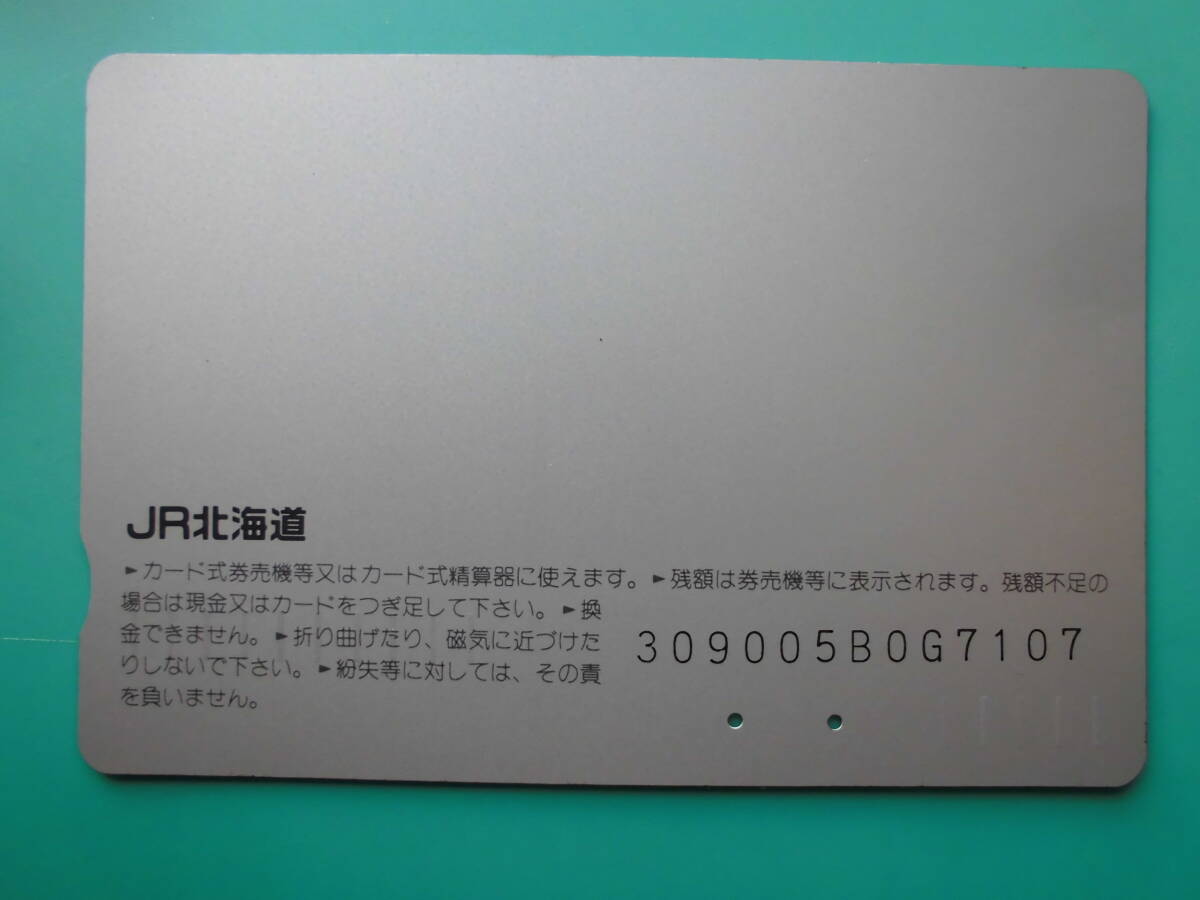 JR北海道
►カード式券売機等又はカード式精算器に使えます。►残額は券売機等に表示されます。残額不足の
場合は現金又はカードをつぎ足して下さい。►換
金できません。►折り曲げたり、磁気に近づけた
りしないで下さい。►紛失等に対しては、その責
を負いません。
309005B0G7107